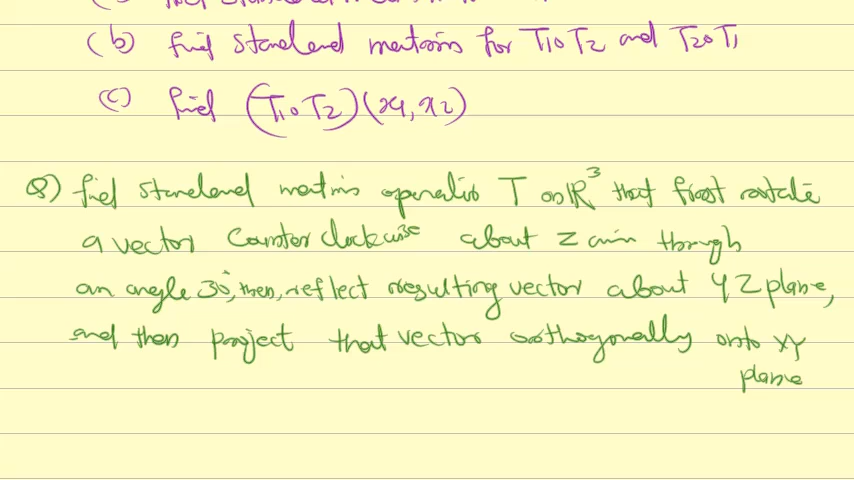 (b) find standard matrix for T1∘T2 and T2∘T1
(c) find (T1∘T2)(x1, x2)
Q) find standard matrix operator T on R³ that first rotate
a vector counterclockwise about z axis through
an angle 30°, then, reflect resulting vector about YZ plane,
and then project that vector orthogonally onto XY
plane